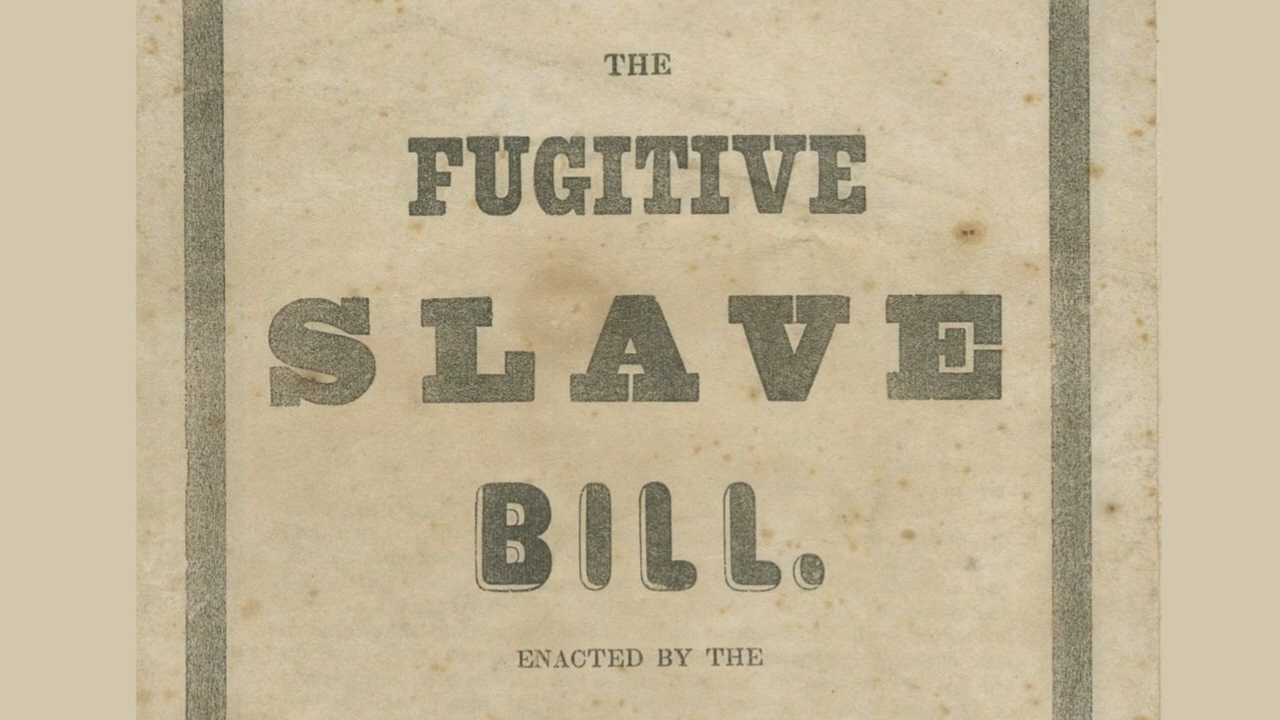 THE
FUGITIVE
SLAVE
BILL.
ENACTED BY THE